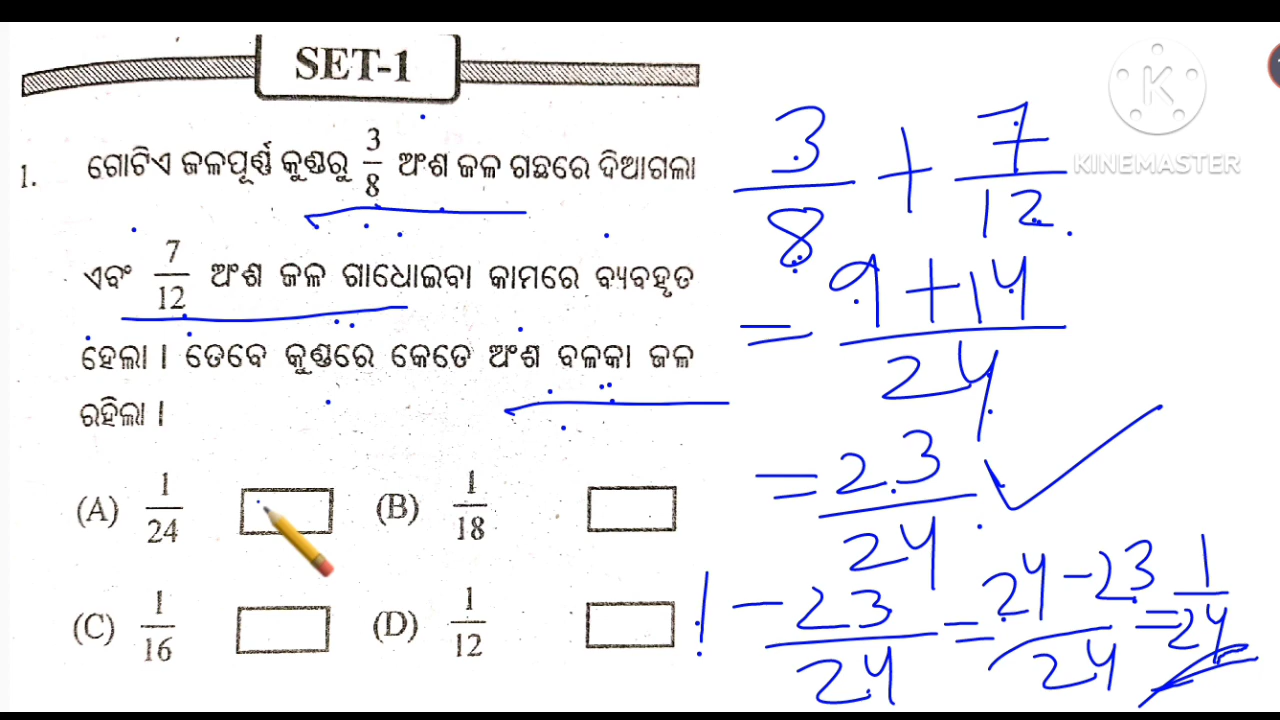 SET-1
1. ଗୋଟିଏ ଜଳପୂର୍ଣ୍ଣ କୁଣ୍ଡରୁ 3/8 ଅଂଶ ଜଳ ଗଛରେ ଦିଆଗଲା
ଏବଂ 7/12 ଅଂଶ ଜଳ ଗାଧୋଇବା କାମରେ ବ୍ୟବହୃତ
ହେଲା । ତେବେ କୁଣ୍ଡରେ କେତେ ଅଂଶ ବଳକା ଜଳ
ରହିଲା ।
(A) 1/24 (B) 1/18
(C) 1/16 (D) 1/12
3/8 + 7/12
= 9+14/24
= 23/24
1 - 23/24 = 24-23/24 = 1/24
K
KINEMASTER